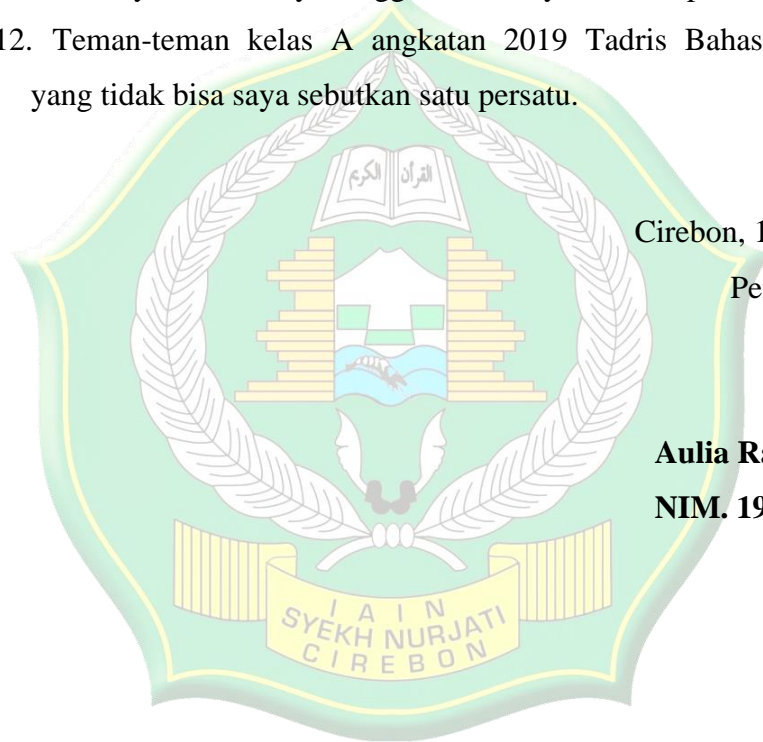 12. Teman-teman kelas A angkatan 2019 Tadris Bahas
yang tidak bisa saya sebutkan satu persatu.
القرآن الكريم
Cirebon, 1
Pe
Aulia Ra
NIM. 19
I A I N
SYEKH NURJATI
CIREBON